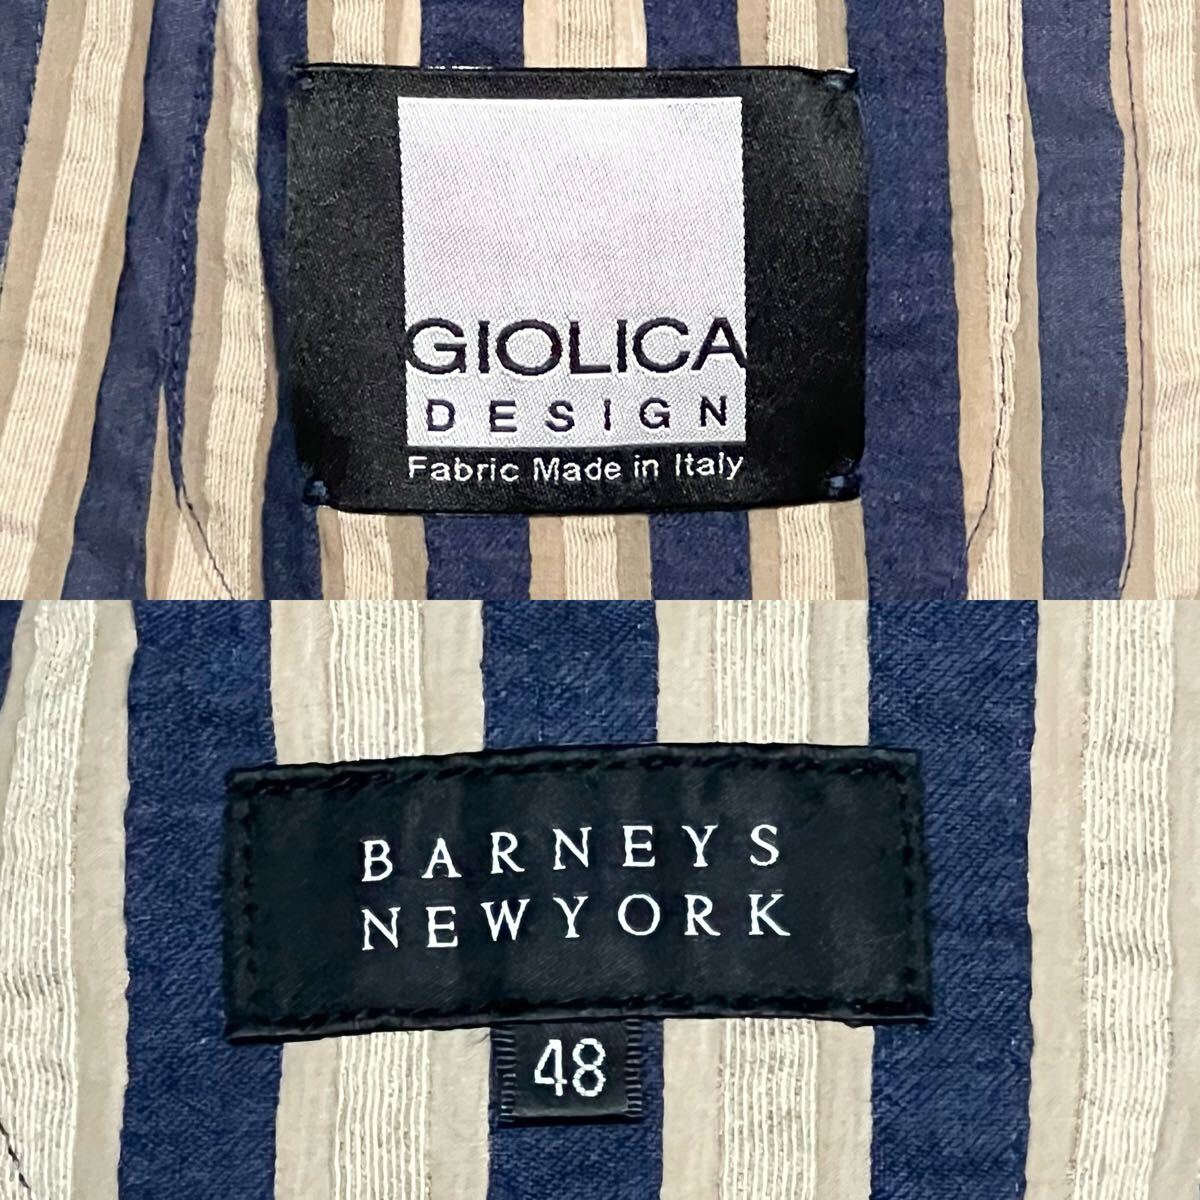 GIOLICA
DESIGN
Fabric Made in Italy
BARNEYS
NEWYORK
48